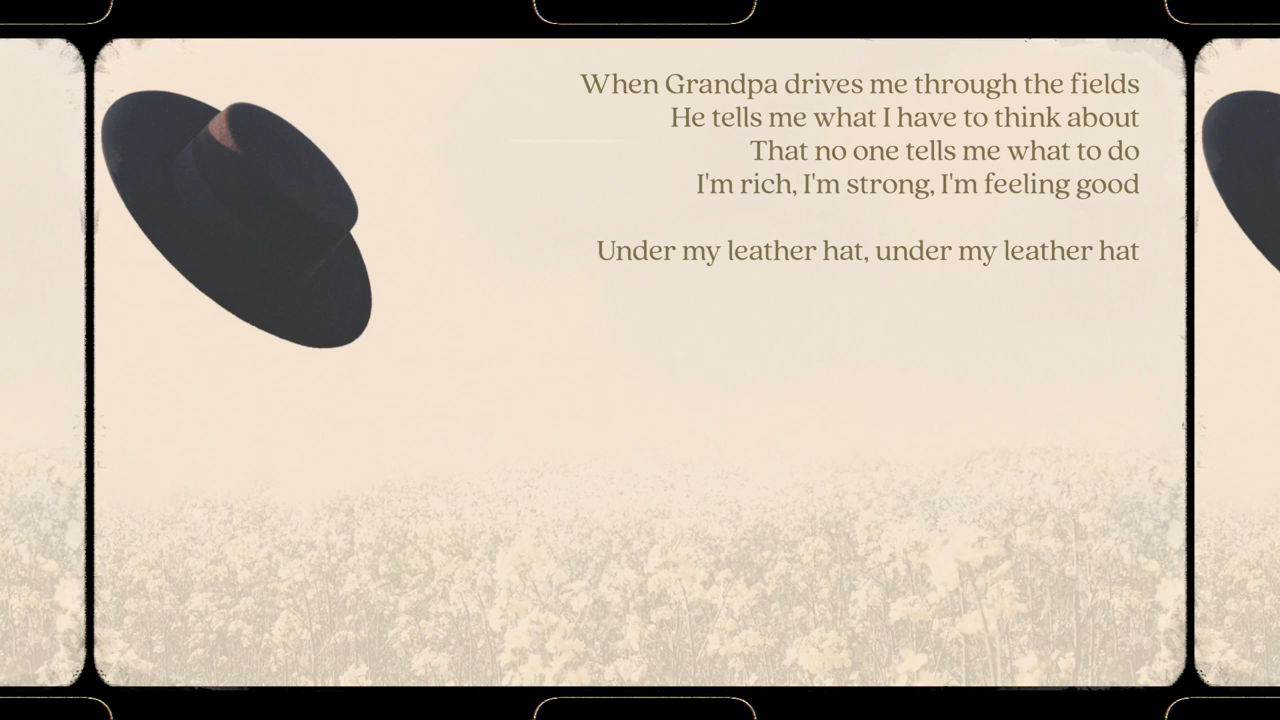 When Grandpa drives me through the fields
He tells me what I have to think about
That no one tells me what to do
I'm rich, I'm strong, I'm feeling good
Under my leather hat, under my leather hat